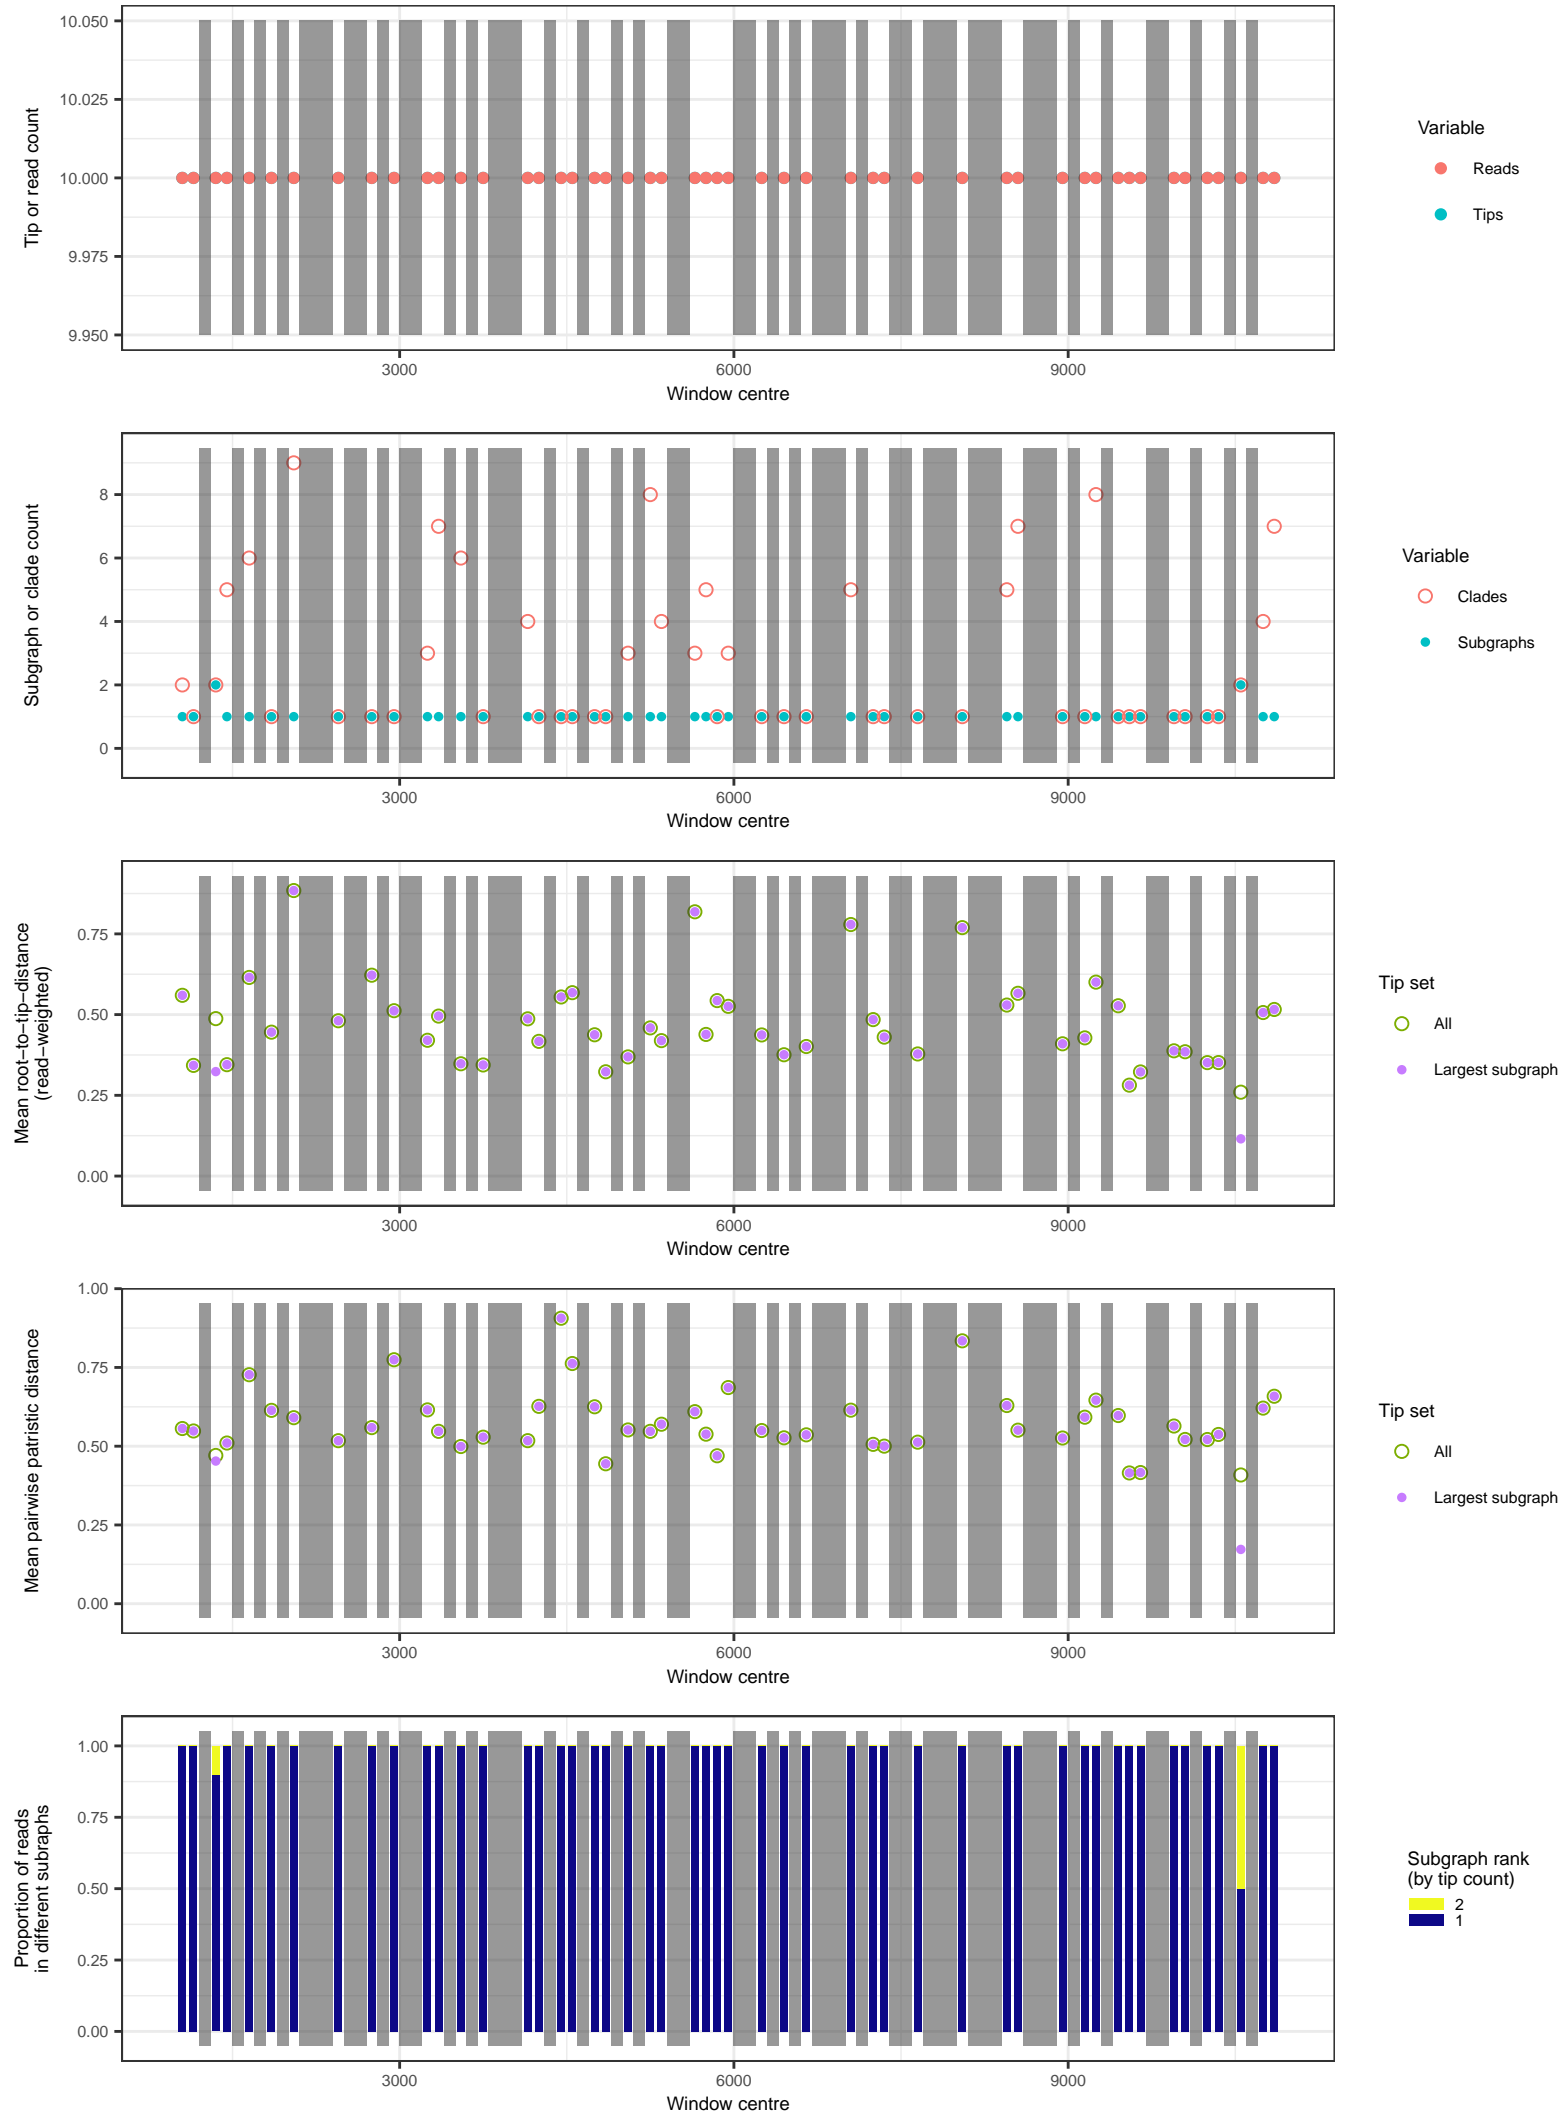 10.050
10.025
10.000
9.975
9.950
Tip or read count
3000 6000 9000
Window centre
Variable
Reads
Tips
8
6
4
2
0
Subgraph or clade count
3000 6000 9000
Window centre
Variable
Clades
Subgraphs
0.75
0.50
0.25
0.00
Mean root−to−tip−distance
(read−weighted)
3000 6000 9000
Window centre
Tip set
All
Largest subgraph
1.00
0.75
0.50
0.25
0.00
Mean pairwise patristic distance
3000 6000 9000
Window centre
Tip set
All
Largest subgraph
1.00
0.75
0.50
0.25
0.00
Proportion of reads
in different subraphs
3000 6000 9000
Window centre
Subgraph rank
(by tip count)
2
1